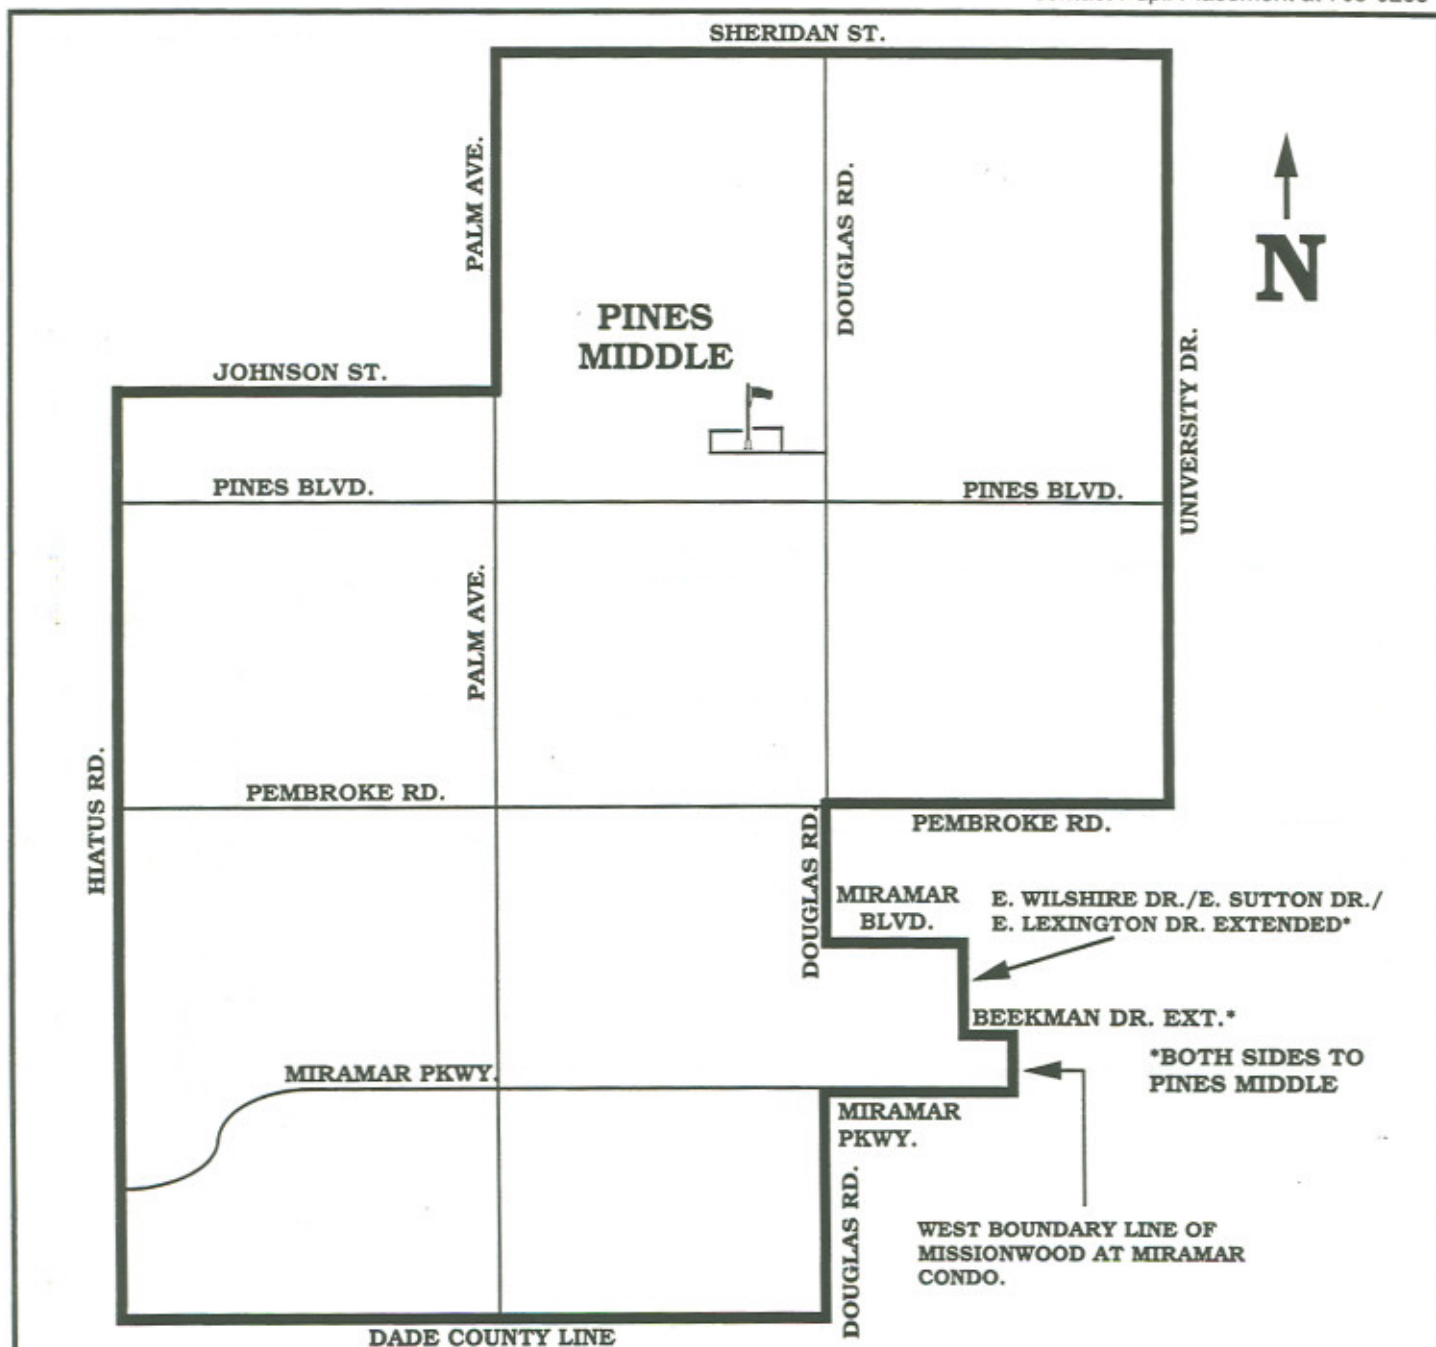 SHERIDAN ST.
PALM AVE.
DOUGLAS RD.
N
PINES
MIDDLE
JOHNSON ST.
UNIVERSITY DR.
PINES BLVD.
PINES BLVD.
PALM AVE.
HIATUS RD.
PEMBROKE RD.
PEMBROKE RD.
DOUGLAS RD.
MIRAMAR
BLVD.
E. WILSHIRE DR./E. SUTTON DR./
E. LEXINGTON DR. EXTENDED*
BEEKMAN DR. EXT.*
*BOTH SIDES TO
PINES MIDDLE
MIRAMAR PKWY.
MIRAMAR
PKWY.
DOUGLAS RD.
WEST BOUNDARY LINE OF
MISSIONWOOD AT MIRAMAR
CONDO.
DADE COUNTY LINE